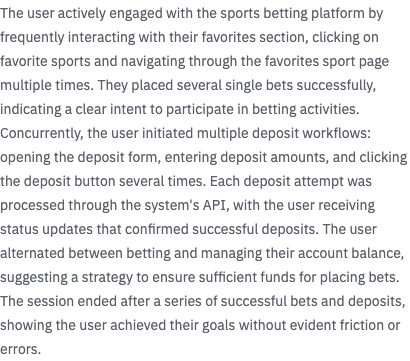 The user actively engaged with the sports betting platform by
frequently interacting with their favorites section, clicking on
favorite sports and navigating through the favorites sport page
multiple times. They placed several single bets successfully,
indicating a clear intent to participate in betting activities.
Concurrently, the user initiated multiple deposit workflows:
opening the deposit form, entering deposit amounts, and clicking
the deposit button several times. Each deposit attempt was
processed through the system's API, with the user receiving
status updates that confirmed successful deposits. The user
alternated between betting and managing their account balance,
suggesting a strategy to ensure sufficient funds for placing bets.
The session ended after a series of successful bets and deposits,
showing the user achieved their goals without evident friction or
errors.